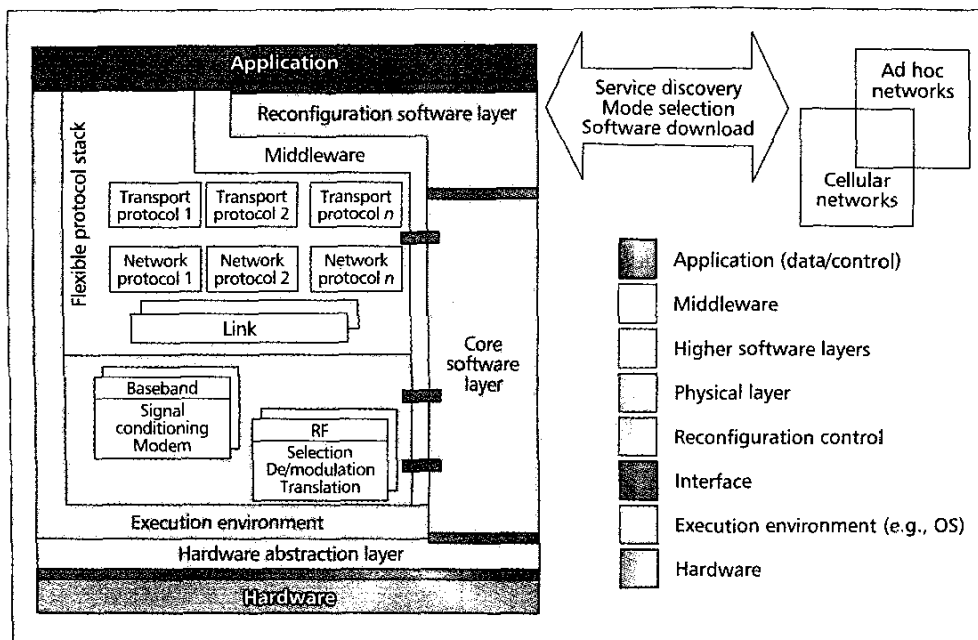 Application
Reconfiguration software layer
Middleware
Flexible protocol stack
Transport
protocol 1
Transport
protocol 2
Transport
protocol n
Network
protocol 1
Network
protocol 2
Network
protocol n
Link
Baseband
Signal
conditioning
Modem
RF
Selection
De/modulation
Translation
Core
software
layer
Execution environment
Hardware abstraction layer
Hardware
Service discovery
Mode selection
Software download
Ad hoc
networks
Cellular
networks
Application (data/control)
Middleware
Higher software layers
Physical layer
Reconfiguration control
Interface
Execution environment (e.g., OS)
Hardware